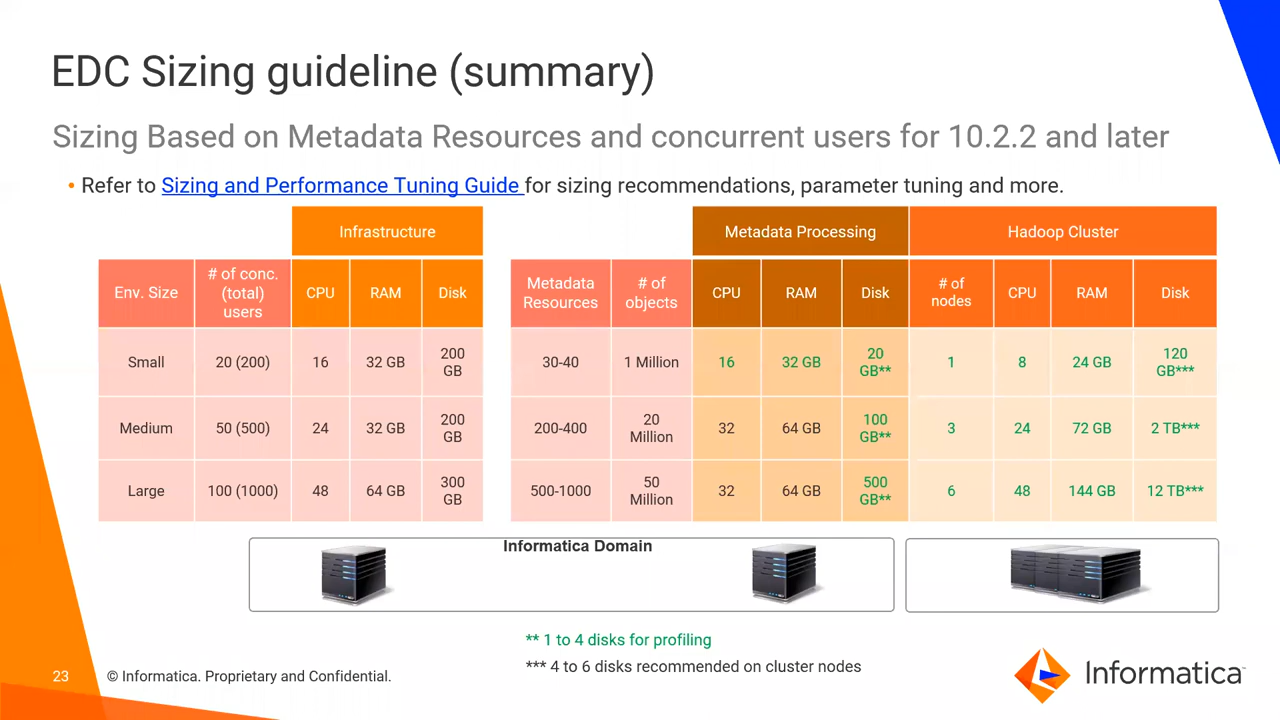 EDC Sizing guideline (summary)
Sizing Based on Metadata Resources and concurrent users for 10.2.2 and later
• Refer to Sizing and Performance Tuning Guide for sizing recommendations, parameter tuning and more.
Infrastructure
Env. Size
# of conc.
(total)
users
CPU
RAM
Disk
Small
20 (200)
16
32 GB
200
GB
Medium
50 (500)
24
32 GB
200
GB
Large
100 (1000)
48
64 GB
300
GB
Metadata Processing
Hadoop Cluster
Metadata
Resources
# of
objects
CPU
RAM
Disk
# of
nodes
CPU
RAM
Disk
30-40
1 Million
16
32 GB
20
GB**
1
8
24 GB
120
GB***
200-400
20
Million
32
64 GB
100
GB**
3
24
72 GB
2 TB***
500-1000
50
Million
32
64 GB
500
GB**
6
48
144 GB
12 TB***
Informatica Domain
** 1 to 4 disks for profiling
*** 4 to 6 disks recommended on cluster nodes
23
© Informatica. Proprietary and Confidential.
Informatica